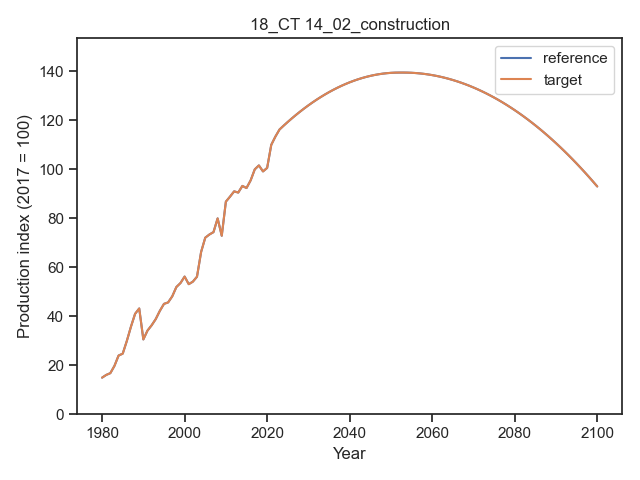 18_CT 14_02_construction
reference
target
Production index (2017 = 100)
140
120
100
80
60
40
20
0
1980 2000 2020 2040 2060 2080 2100
Year